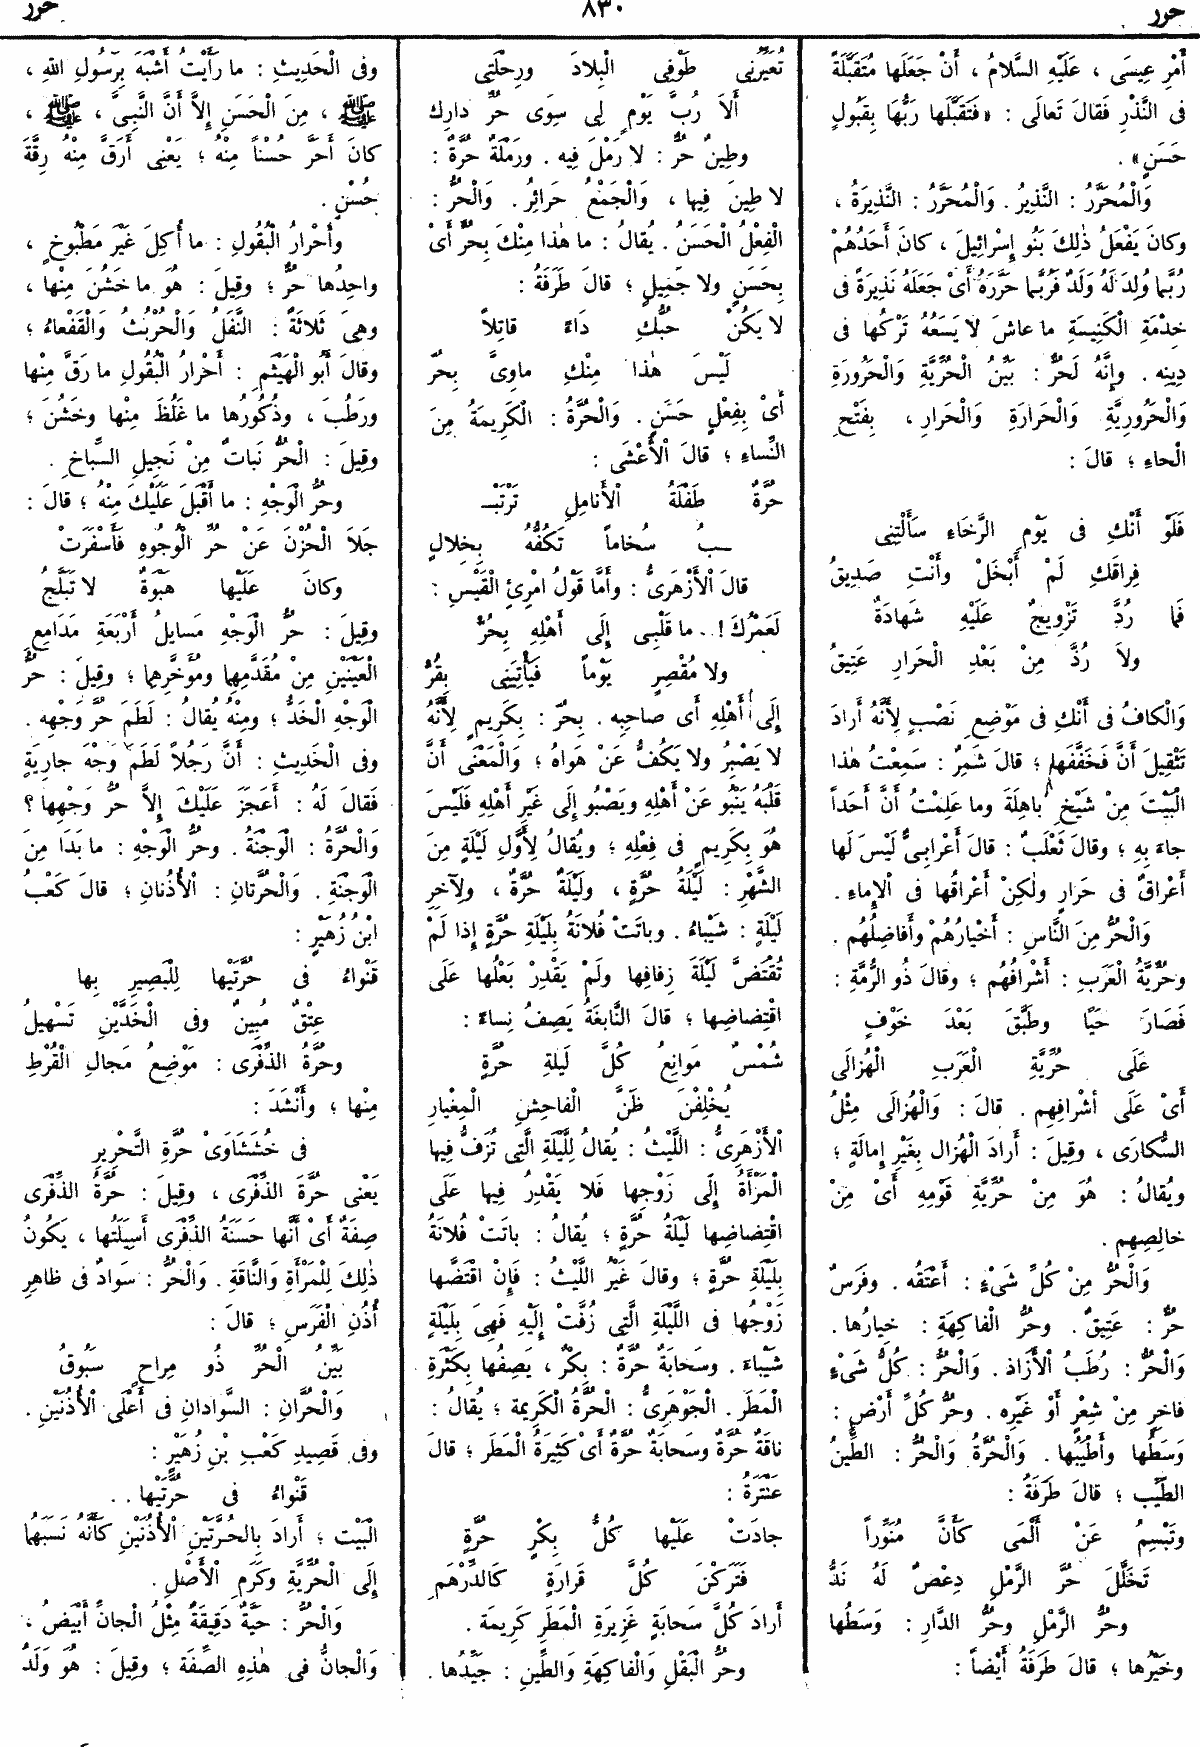 حرر
٨٣٠
حرر
أَمْرِ عِيسَى ، عَلَيْهِ السَّلامُ ، أَنْ جَعَلَها مُتَقَبَّلَةً
فى النَّذْرِ فَقالَ تَعالَى : «فَتَقَبَّلَها رَبُّهَا بِقَبُولٍ
حَسَنٍ» .
وَالْمُحَرَّرُ : النَّذِيرُ . وَالْمُحَرَّرُ : النَّذِيرَةُ ،
وكانَ يَفْعَلُ ذٰلِكَ بَنُو إِسْرائِيلَ ، كانَ أَحَدُهُمْ
رُبَّما وُلِدَ لَهُ وَلَدٌ فَرُبَّما حَرَّرَهُ أَىْ جَعَلَهُ نَذِيرَةً فى
خِدْمَةِ الْكَنِيسَةِ ما عاشَ لا يَسَعُهُ تَرْكُها فى
دِينِه . وإِنَّهُ لَحُرٌّ : بَيِّنُ الْحُرِّيَّةِ وَالْحَرُورَةِ
وَالْحَرُورِيَّةِ وَالْحَرارَةِ وَالْحَرارِ ، بِفَتْحِ
الْحاءِ ؛ قالَ :
فَلَوْ أَنْكِ فى يَوْمِ الرَّخَاءِ سَأَلْتِنِى
فِراقَكِ لَمْ أَبْخَلْ وأَنْتِ صَدِيقُ
فَما رُدَّ تَزْوِيجٌ عَلَيْهِ شَهادَةٌ
ولاَ رُدَّ مِنْ بَعْدِ الْحَرارِ عَتِيقُ
وَالْكافُ فى أَنْكِ فى مَوْضِعِ نَصْبٍ لِأَنَّهُ أَرادَ
تَثْقِيلَ أَنَّ فَخَفَّفَها ؛ قالَ شَمِرٌ : سَمِعْتُ هٰذا
الْبَيْتَ مِنْ شَيْخِ باهِلَةَ وما عَلِمْتُ أَنَّ أَحَداً
جاءَ بِهِ ؛ وقالَ ثَعْلَبٌ : قالَ أَعْرابِىٌّ لَيْسَ لَها
أَعْراقٌ فى حَرارٍ ولٰكِنْ أَعْراقُها فى الْإِماءِ .
وَالْحُرُّ مِنَ النَّاسِ : أَخْيارُهُمْ وأَفاضِلُهُم .
وحُرِّيَّةُ الْعَرَبِ : أَشْرافُهُم ؛ وقالَ ذُو الرُّمَّةِ :
فَصَارَ حَيًا وطَبَّقَ بَعْدَ خَوْفٍ
عَلَى حُرِّيَّةِ الْعَرَبِ الْهُزالَى
أَىْ عَلَى أَشْرافِهِم . قالَ : وَالْهُزالَى مِثْلُ
السُّكارَى ، وقِيلَ : أَرادَ الْهُزال بِغَيْرِ إِمالَةٍ ؛
ويُقالُ : هُوَ مِنْ حُرِّيَّةِ قَوْمِهِ أَىْ مِنْ
خالِصِهِم .
وَالْحُرُّ مِنْ كُلِّ شَىْءٍ : أَعْتَقُه . وفَرَسٌ
حُرٌّ : عَتِيقٌ . وحُرُّ الْفاكِهَةِ : خِيارُها .
وَالْحُرُّ : رُطَبُ الْأَزاذ . وَالْحُرُّ : كُلُّ شَىْءٍ
فاخِرٍ مِنْ شِعْرٍ أَوْ غَيْرِه . وحُرُّ كُلِّ أَرْضٍ :
وَسَطُها وأَطْيَبُها . وَالْحُرَّةُ وَالْحُرُّ : الطِّينُ
الطَّيِّب ؛ قالَ طَرَفَةُ :
وتَبْسِمُ عَنْ أَلْمَى كَأَنَّ مُنَوِّراً
تَخَلَّلَ حُرَّ الرَّمْلِ دِعْصٌ لَهُ نَدُّ
وحُرُّ الرَّمْلِ وحُرُّ الدَّارِ : وَسَطُها
وخَيْرُها ؛ قالَ طَرَفَةُ أَيْضاً :
تُعَيِّرُنِى طَوْفِى الْبِلادَ ورِحْلَتِى
أَلَا رُبَّ يَوْمٍ لِى سِوَى حُرِّ دارِك
وطِينٌ حُرٌّ : لا رَمْلَ فِيه . ورَمْلَةٌ حُرَّةٌ :
لا طِينَ فِيها ، وَالْجَمْعُ حَرائِرُ . وَالْحُرُّ :
الْفِعْلُ الْحَسَنُ . يُقالُ : ما هٰذا مِنْكَ بِحُرٍّ أَىْ
بِحَسَنٍ ولا جَمِيلٍ ؛ قالَ طَرَفَةُ :
لا يَكُنْ حُبُّكِ دَاءً قاتِلاً
لَيْسَ هٰذا مِنْكِ ماوِىَّ بِحُرّ
أَىْ بِفِعْلٍ حَسَنٍ . وَالْحُرَّةُ : الْكَرِيمَةُ مِنَ
النِّساءِ ؛ قالَ الْأَعْشَى :
حُرَّةٌ طَفْلَةُ الْأَنامِلِ تَرْتَبْـ
ـبُ سُخاماً تَكُفُّهُ بِخِلالٍ
قالَ الْأَزْهَرِىُّ : وأَمَّا قَوْلُ امْرِئِ الْقَيْسِ :
لَعَمْرُكَ ! ما قَلْبِى إِلَى أَهْلِهِ بِحُرّ
ولا مُقْصِرٍ يَوْماً فَيَأْتِيَنِى بِقُرّ
إِلَى أَهْلِهِ أَى صاحِبِه . بِحُرّ : بِكَرِيمٍ لِأَنَّهُ
لا يَصْبِرُ ولا يَكُفُّ عَنْ هَواهُ ؛ وَالْمَعْنَى أَنَّ
قَلْبَهُ يَنْبُو عَنْ أَهْلِهِ ويَصْبُو إِلَى غَيْرِ أَهْلِهِ فَلَيْسَ
هُوَ بِكَرِيمٍ فى فِعْلِهِ ؛ ويُقالُ لِأَوَّلِ لَيْلَةٍ مِنَ
الشَّهْرِ : لَيْلَةُ حُرَّةٍ ، ولَيْلَةٌ حُرَّةٌ ، ولِآخِرِ
لَيْلَةٍ : شَيْباءُ . وباتَتْ فُلانَةُ بِلَيْلَةِ حُرَّةٍ إِذا لَمْ
تُقْتَضَّ لَيْلَةَ زِفافِها ولَمْ يَقْدِرْ بَعْلُها عَلَى
اقْتِضاضِها ؛ قالَ النَّابِغَةُ يَصِفُ نِساءً :
شُمْسٌ مَوانِعُ كُلَّ لَيلَةِ حُرَّةٍ
يُخْلِفْنَ ظَنَّ الْفاحِشِ الْمِغْيارِ
الْأَزْهَرِىُّ : اللَّيْثُ : يُقالُ لِلَّيْلَةِ الَّتِى تُزَفُّ فِيها
الْمَرْأَةُ إِلَى زَوْجِها فَلا يَقْدِرُ فِيها عَلَى
اقْتِضاضِها لَيْلَةُ حُرَّةٍ ؛ يُقالُ : باتَتْ فُلانَةُ
بِلَيْلَةِ حُرَّةٍ ؛ وقالَ غَيْرُ اللَّيْثُ : فَإِنْ اقْتَضَّها
زَوْجُها فى اللَّيْلَةِ الَّتِى زُفَّتْ إِلَيْهِ فَهِىَ بِلَيْلَةِ
شَيْباءَ . وسَحابَةٌ حُرَّةٌ : بِكْرٌ ، يَصِفُها بِكَثْرَةِ
الْمَطَر . الْجَوْهَرِىُّ : الْحُرَّةُ الْكَرِيمة ؛ يُقالُ :
ناقَةٌ حُرَّةٌ وسَحابَةٌ حُرَّةٌ أَىْ كَثِيرَةُ الْمَطَر ؛ قالَ
عَنْتَرَةُ :
جادَتْ عَلَيْها كُلُّ بِكْرٍ حُرَّةٍ
فَتَرَكْنَ كُلَّ قَرارَةٍ كَالدِّرْهَمِ
أَرادَ كُلَّ سَحابَةٍ غَزِيرَةِ الْمَطَرِ كَرِيمَة .
وحُرُّ الْبَقْلِ وَالْفاكِهَةِ وَالطِّينِ : جَيِّدُها .
وفى الْحَدِيثِ : ما رَأَيْتُ أَشْبَهَ بِرَسُولِ اللهِ ،
ﷺ ، مِنَ الْحَسَنِ إِلاَّ أَنَّ النَّبِىَّ ، ﷺ ،
كانَ أَحَرَّ حُسْناً مِنْهُ ؛ يَعْنِى أَرَقَّ مِنْهُ رِقَّةَ
حُسْنٍ .
وأَحْرارُ الْبُقُولِ : ما أُكِلَ غَيْرَ مَطْبُوخٍ ،
واحِدُها حُرٌّ ؛ وقِيلَ : هُوَ ما خَشُنَ مِنْها ،
وهِىَ ثَلاثَةٌ : النَّفَلُ وَالْحُرْبُثُ وَالْقَفْعاءُ ؛
وقالَ أَبُو الْهَيْثَمِ : أَحْرارُ الْبُقُولِ ما رَقَّ مِنْها
ورَطُبَ ، وذُكُورُها ما غَلُظَ مِنْها وخَشُنَ ؛
وقِيلَ : الْحُرُّ نَباتٌ مِنْ نَجِيلِ السِّباخِ .
وحُرُّ الْوَجْهِ : ما أَقْبَلَ عَلَيْكَ مِنْهُ ؛ قالَ :
جَلَا الْحُزْنَ عَنْ حُرِّ الْوُجُوهِ فَأَسْفَرَتْ
وكانَ عَلَيْها هَبْوَةٌ لا تَبَلَّجُ
وقِيلَ : حُرُّ الْوَجْهِ مَسايلُ أَرْبَعَةِ مَدَامِعِ
الْعَيْنَيْنِ مِنْ مُقَدَّمِهِما ومُؤَخَّرِهِما ؛ وقِيلَ : حُرُّ
الْوَجْهِ الْخَدُّ ؛ ومِنْهُ يُقالُ : لَطَمَ حُرَّ وَجْهِه .
وفى الْحَدِيثِ : أَنَّ رَجُلاً لَطَمَ وَجْهَ جارِيَةٍ
فَقالَ لَهُ : أَعَجَزَ عَلَيْكَ إِلاَّ حُرُّ وَجْهِها ؟
وَالْحُرَّةُ : الْوَجْنَةُ . وحُرُّ الْوَجْهِ : ما بَدَا مِنَ
الْوَجْنَةِ . وَالْحُرَّتانِ : الْأُذُنانِ ؛ قالَ كَعْبُ
ابْنُ زُهَيْرٍ :
قَنْواءُ فى حُرَّتَيْها لِلْبَصِيرِ بِها
عِتْقٌ مُبِينٌ وفى الْخَدَّيْنِ تَسْهِيلُ
وحُرَّةُ الذِّفْرَى : مَوْضِعُ مَجالِ الْقُرْطِ
مِنْها ؛ وأَنْشَدَ :
فى خُشَشَاوَىْ حُرَّةِ التَّحْرِيرِ
يَعْنِى حُرَّةَ الذِّفْرَى ، وقِيلَ : حُرَّةُ الذِّفْرَى
صِفَةٌ أَىْ أَنَّها حَسَنَةُ الذِّفْرَى أَسِيلَتُها ، يَكُونُ
ذٰلِكَ لِلْمَرْأَةِ وَالنَّاقَةِ . وَالْحُرُّ : سَوادٌ فى ظاهِرِ
أُذُنِ الْفَرَسِ ؛ قالَ :
بَيِّنُ الْحُرِّ ذُو مِراحٍ سَبُوقُ
وَالْحُرَّانِ : السَّوادانِ فى أَعْلَى الْأُذُنَيْنِ .
وفى قَصِيدِ كَعْبِ بْنِ زُهَيْرٍ :
قَنْواءُ فى حُرَّتَيْها . .
الْبَيْت ؛ أَرادَ بِالحُرَّتَيْنِ الْأُذُنَيْنِ كَأَنَّهُ نَسَبَهُما
إِلَى الْحُرِّيَّةِ وكَرَمِ الْأَصْلِ .
وَالْحُرُّ : حَيَّةٌ دَقِيقَةٌ مِثْلُ الْجانِّ أَبْيَضُ ،
وَالْجانُّ فى هٰذِهِ الصِّفَة ؛ وقِيلَ : هُوَ وَلَدُ